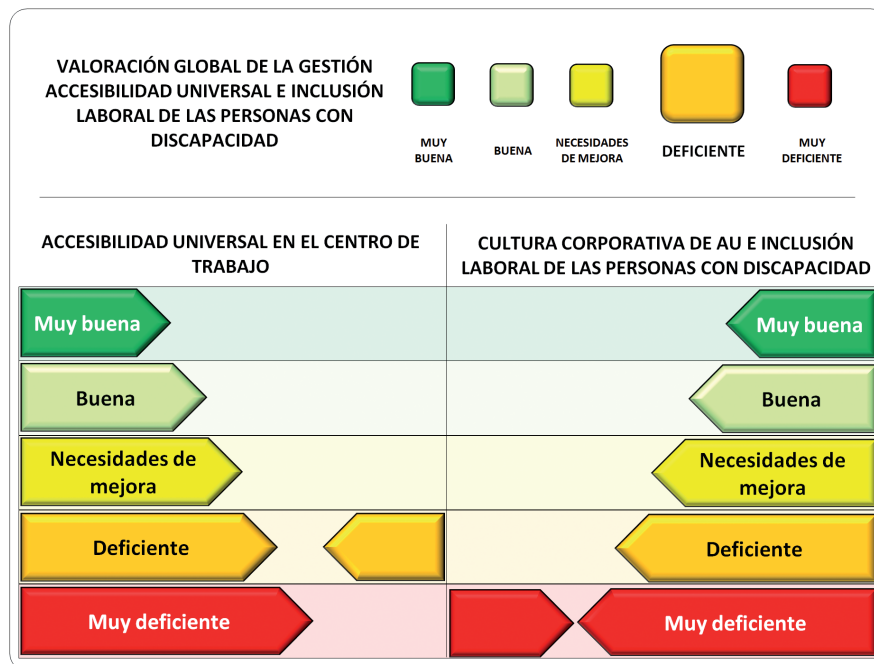 VALORACIÓN GLOBAL DE LA GESTIÓN
ACCESIBILIDAD UNIVERSAL E INCLUSIÓN
LABORAL DE LAS PERSONAS CON
DISCAPACIDAD
MUY
BUENA
BUENA
NECESIDADES
DE MEJORA
DEFICIENTE
MUY
DEFICIENTE
ACCESIBILIDAD UNIVERSAL EN EL CENTRO DE
TRABAJO
CULTURA CORPORATIVA DE AU E INCLUSIÓN
LABORAL DE LAS PERSONAS CON DISCAPACIDAD
Muy buena
Muy buena
Buena
Buena
Necesidades de
mejora
Necesidades de
mejora
Deficiente
Deficiente
Muy deficiente
Muy deficiente